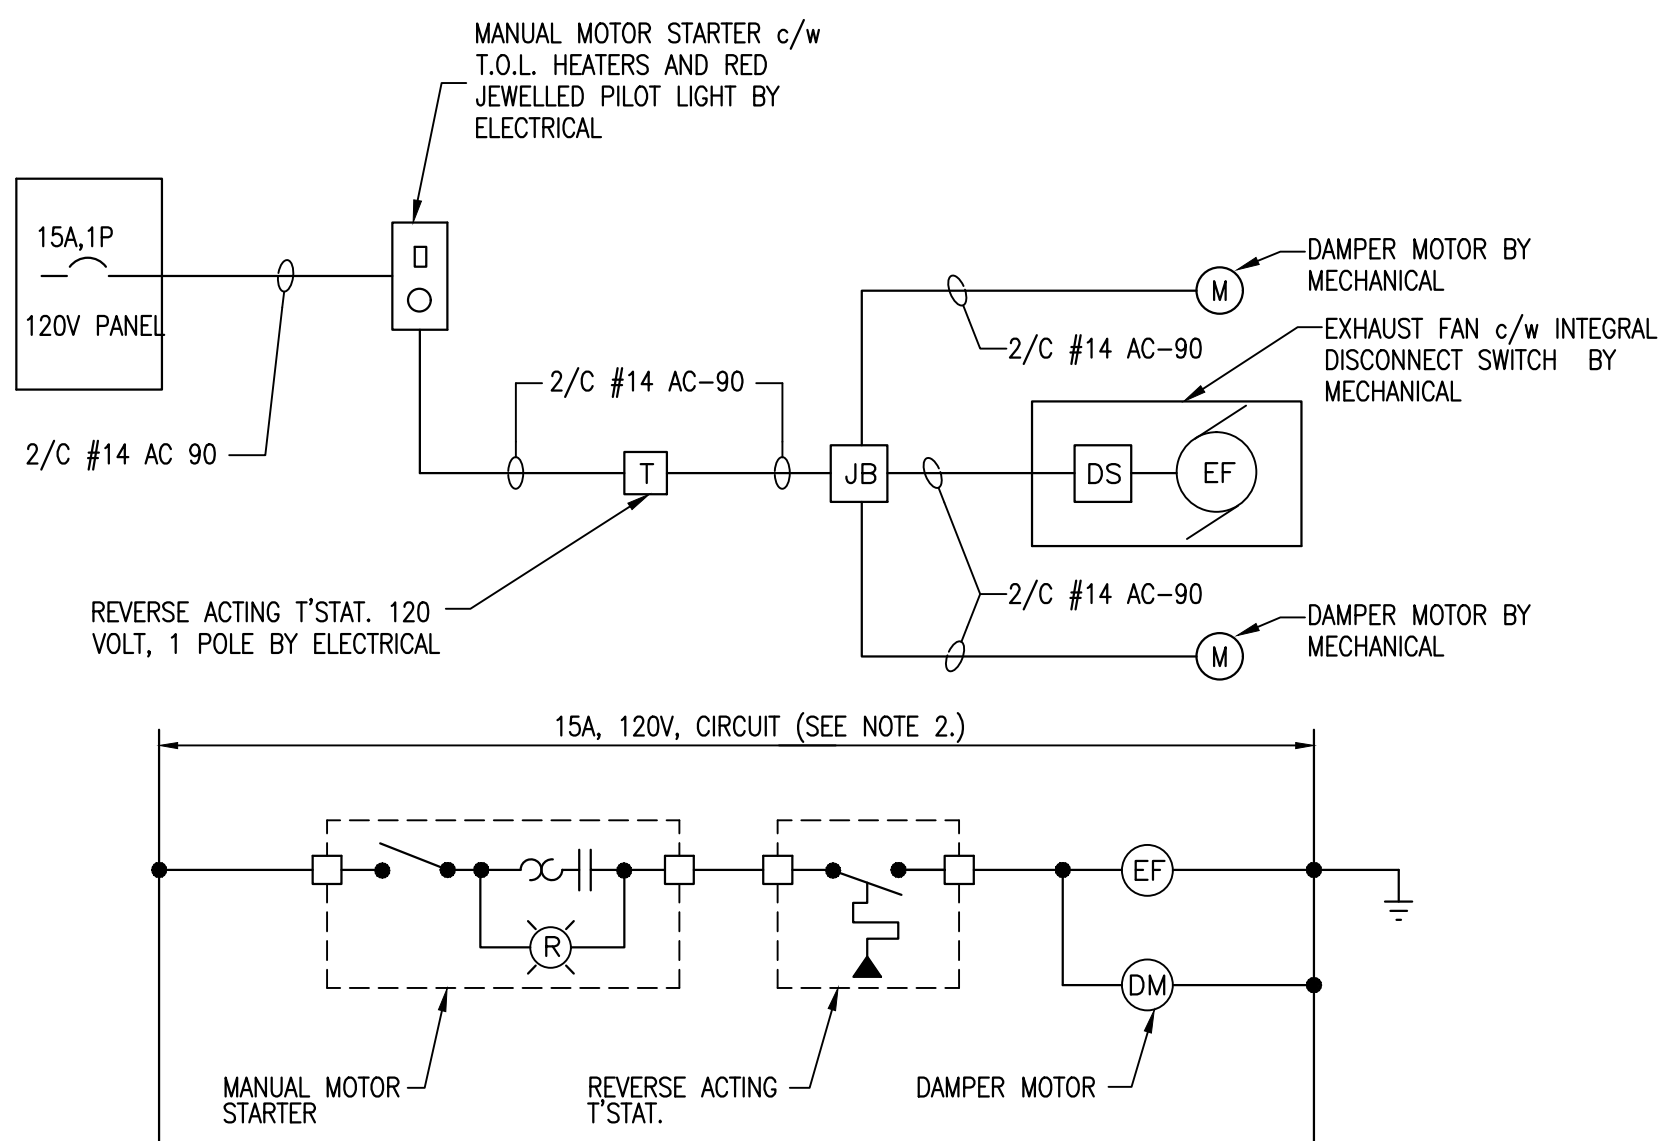 MANUAL MOTOR STARTER c/w
T.O.L. HEATERS AND RED
JEWELLED PILOT LIGHT BY
ELECTRICAL
15A,1P
120V PANEL
2/C #14 AC 90
2/C #14 AC-90
T
REVERSE ACTING T'STAT. 120
VOLT, 1 POLE BY ELECTRICAL
JB
M
DAMPER MOTOR BY
MECHANICAL
2/C #14 AC-90
EXHAUST FAN c/w INTEGRAL
DISCONNECT SWITCH BY
MECHANICAL
DS
EF
2/C #14 AC-90
M
DAMPER MOTOR BY
MECHANICAL
15A, 120V, CIRCUIT (SEE NOTE 2.)
R
EF
DM
MANUAL MOTOR
STARTER
REVERSE ACTING
T'STAT.
DAMPER MOTOR